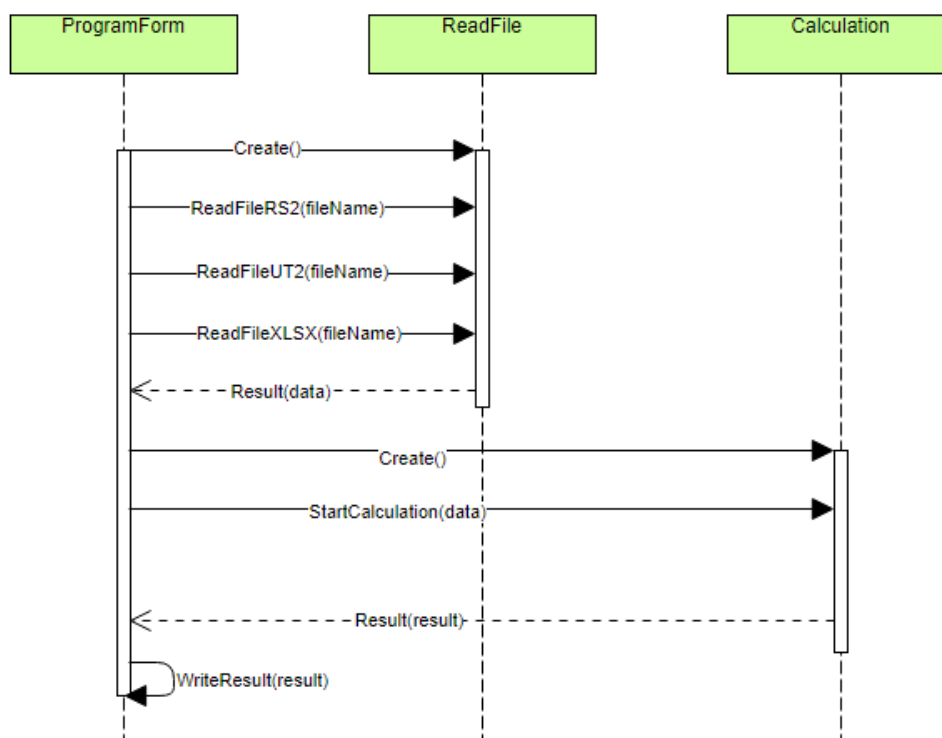 ProgramForm
ReadFile
Calculation
Create()
ReadFileRS2(fileName)
ReadFileUT2(fileName)
ReadFileXLSX(fileName)
Result(data)
Create()
StartCalculation(data)
Result(result)
WriteResult(result)